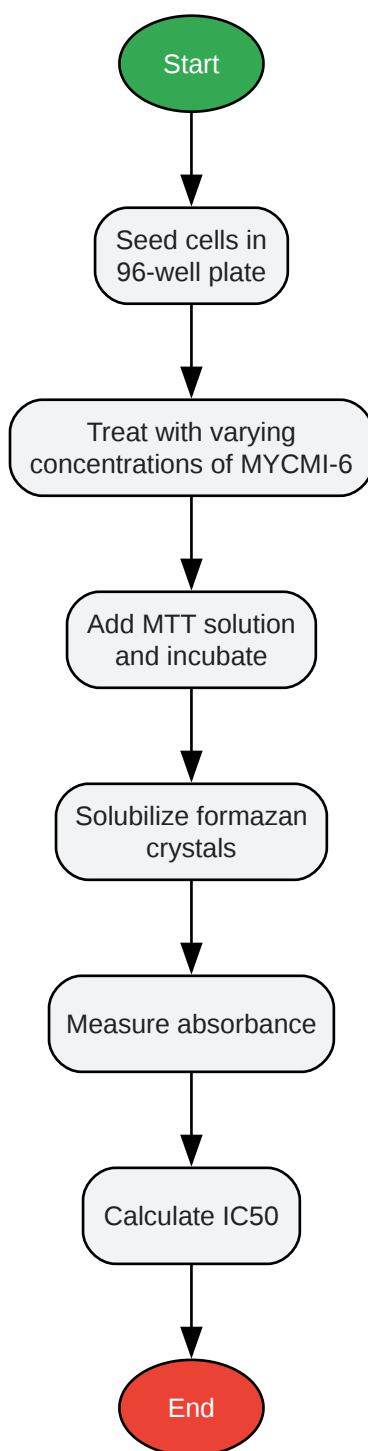 Start
Seed cells in
96-well plate
Treat with varying
concentrations of MYCMI-6
Add MTT solution
and incubate
Solubilize formazan
crystals
Measure absorbance
Calculate IC50
End